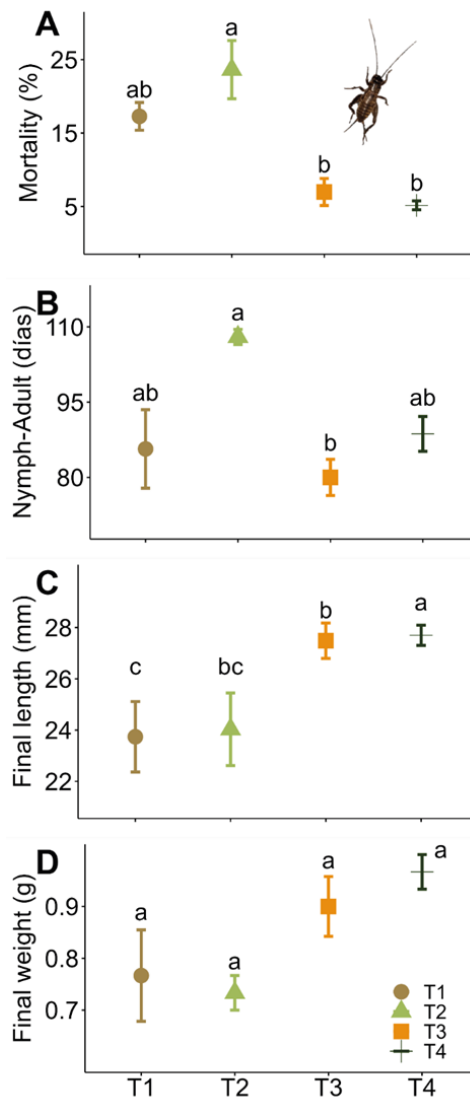 A
Mortality (%)
25
15
5
ab
a
b
b
B
Nymph-Adult (días)
110
95
80
ab
a
b
ab
C
Final length (mm)
28
26
24
22
c
bc
b
a
D
Final weight (g)
0.9
0.8
0.7
a
a
a
a
T1
T2
T3
T4
T1 T2 T3 T4